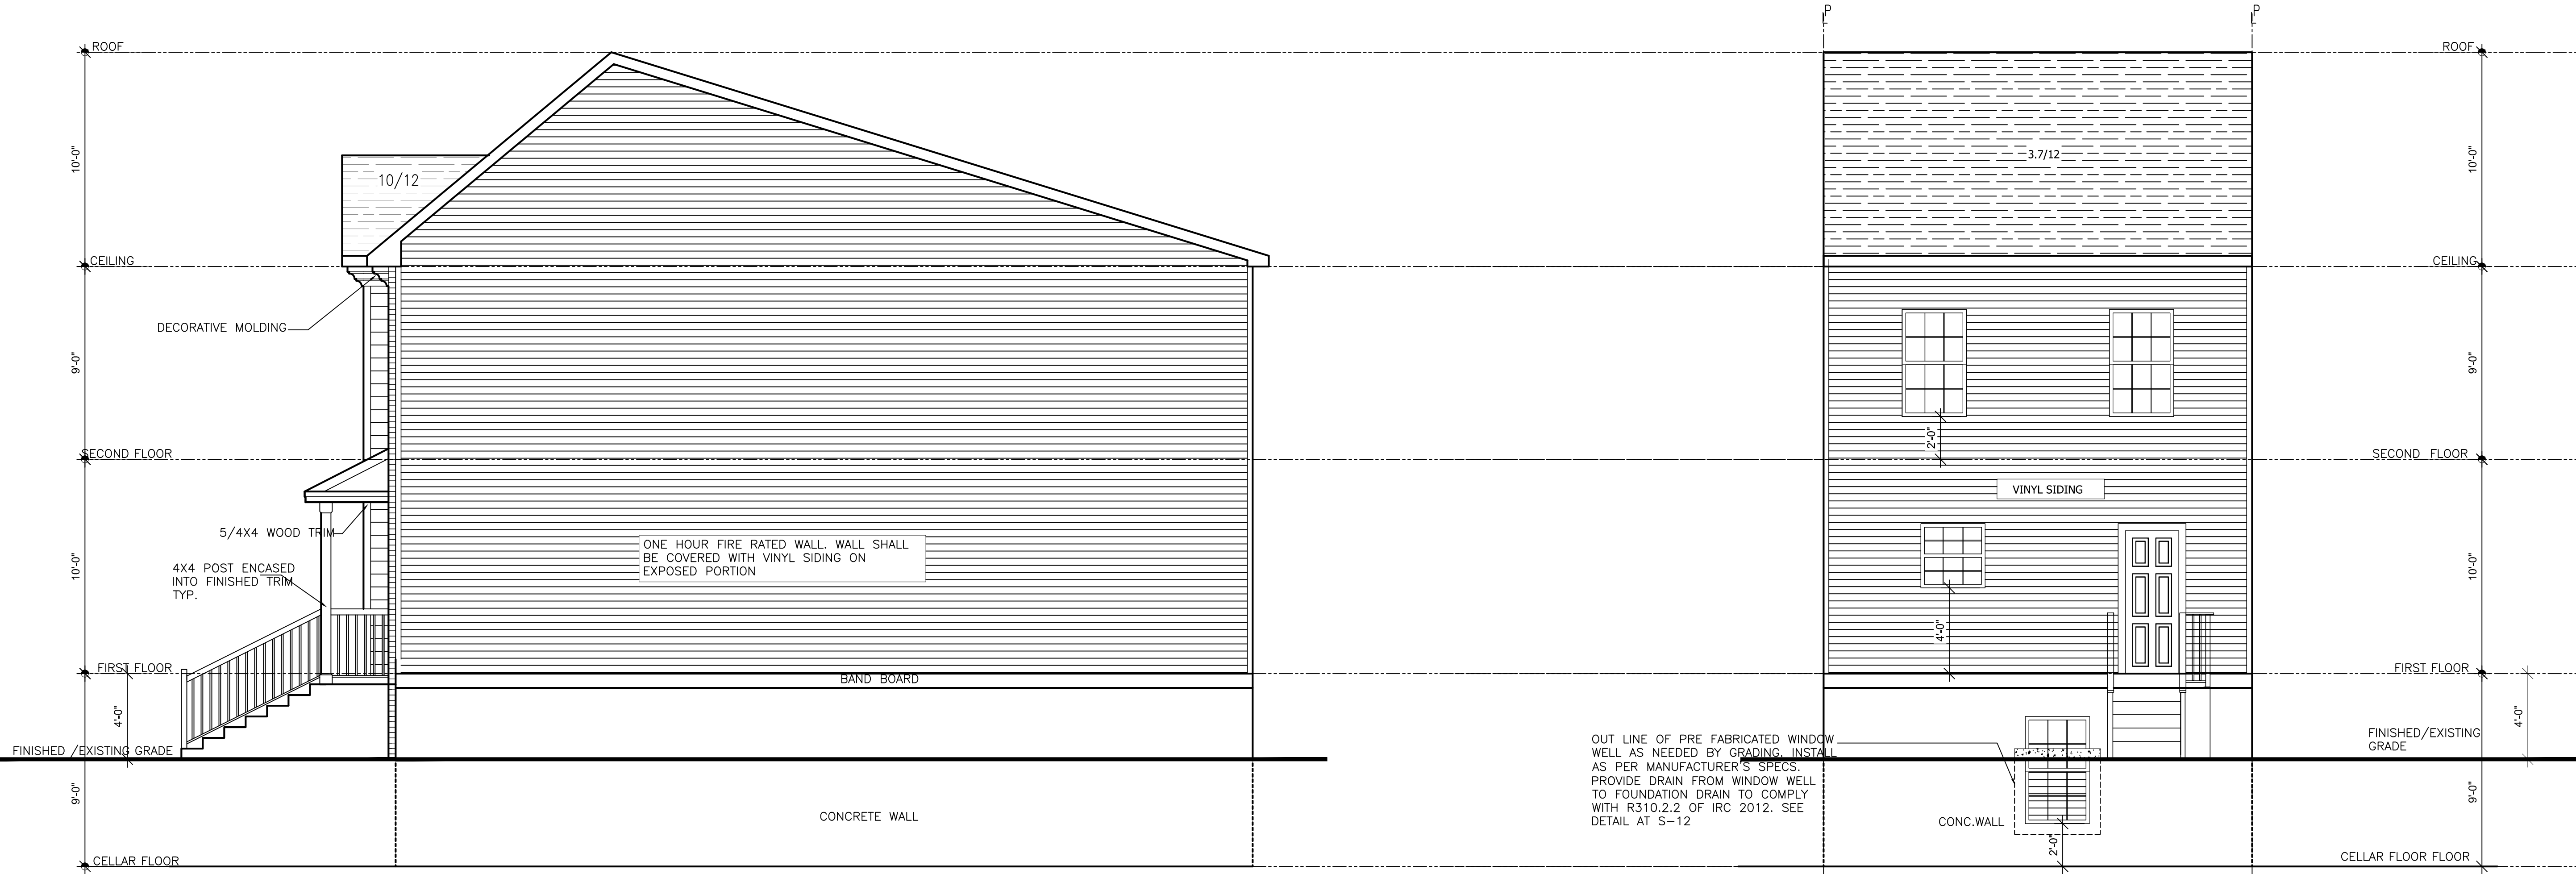 ROOF
10'-0"
10/12
CEILING
DECORATIVE MOLDING
9'-0"
SECOND FLOOR
5/4X4 WOOD TRIM
4X4 POST ENCASED
INTO FINISHED TRIM
TYP.
10'-0"
ONE HOUR FIRE RATED WALL. WALL SHALL
BE COVERED WITH VINYL SIDING ON
EXPOSED PORTION
FIRST FLOOR
BAND BOARD
4'-0"
FINISHED /EXISTING GRADE
9'-0"
CONCRETE WALL
CELLAR FLOOR
P
L
P
L
ROOF
10'-0"
3.7/12
CEILING
9'-0"
2'-0"
SECOND FLOOR
VINYL SIDING
10'-0"
4'-0"
FIRST FLOOR
4'-0"
FINISHED/EXISTING
GRADE
OUT LINE OF PRE FABRICATED WINDOW
WELL AS NEEDED BY GRADING. INSTALL
AS PER MANUFACTURER'S SPECS.
PROVIDE DRAIN FROM WINDOW WELL
TO FOUNDATION DRAIN TO COMPLY
WITH R310.2.2 OF IRC 2012. SEE
DETAIL AT S-12
CONC.WALL
9'-0"
2'-0"
CELLAR FLOOR FLOOR